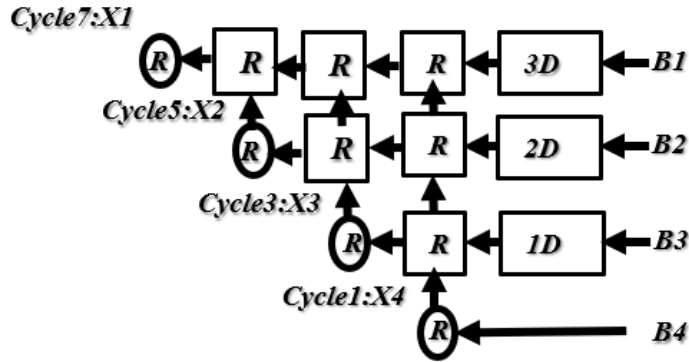 Cycle7:X1
R R R R 3D B1
Cycle5:X2
R R R 2D B2
Cycle3:X3
R R 1D B3
Cycle1:X4
R B4